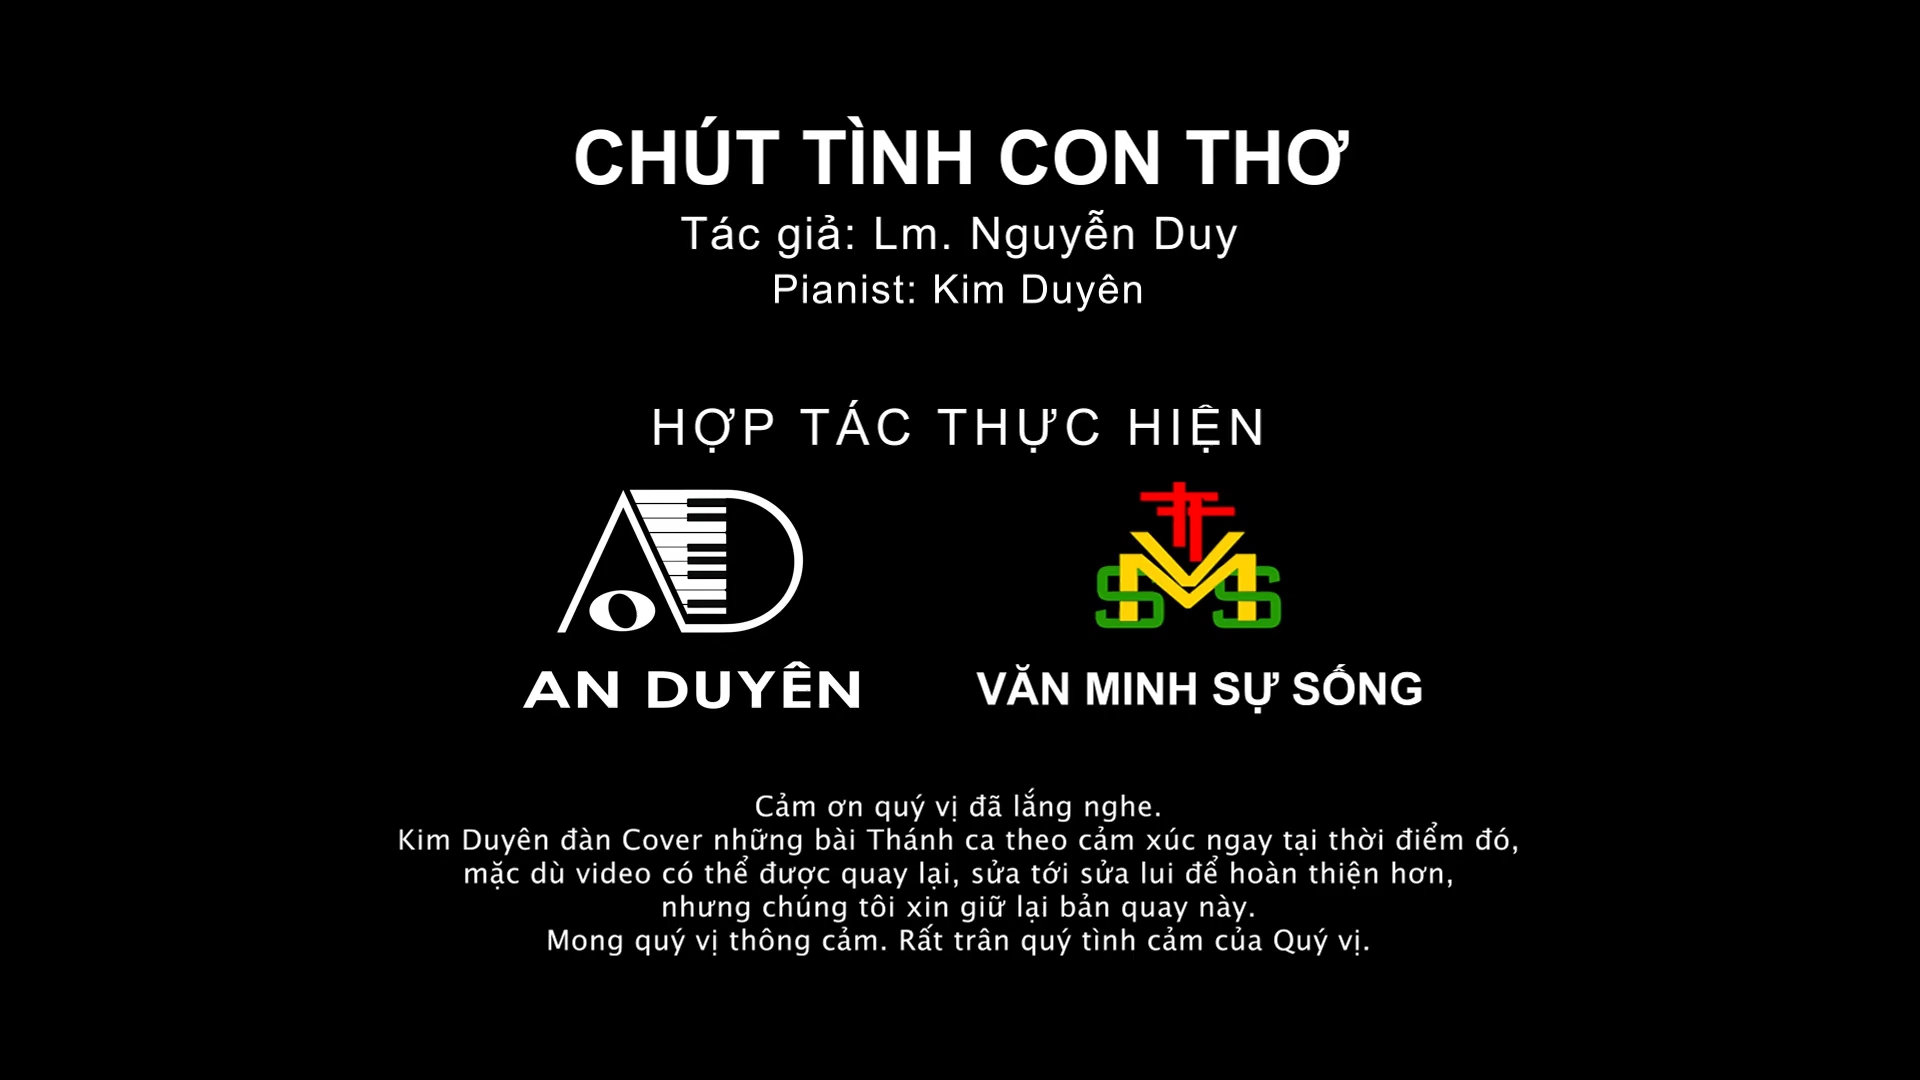 CHÚT TÌNH CON THƠ
Tác giả: Lm. Nguyễn Duy
Pianist: Kim Duyên
HỢP TÁC THỰC HIỆN
AD
TT
SVMS
AN DUYÊN
VĂN MINH SỰ SỐNG
Cảm ơn quý vị đã lắng nghe.
Kim Duyên đàn Cover những bài Thánh ca theo cảm xúc ngay tại thời điểm đó,
mặc dù video có thể được quay lại, sửa tới sửa lui để hoàn thiện hơn,
nhưng chúng tôi xin giữ lại bản quay này.
Mong quý vị thông cảm. Rất trân quý tình cảm của Quý vị.